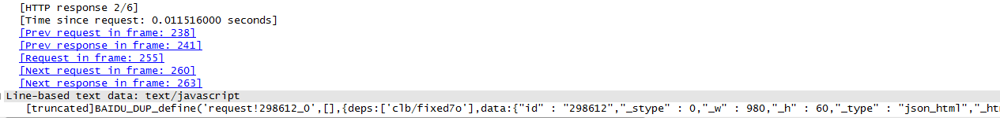 [HTTP response 2/6]
[Time since request: 0.011516000 seconds]
[Prev request in frame: 238]
[Prev response in frame: 241]
[Request in frame: 255]
[Next request in frame: 260]
[Next response in frame: 263]
Line-based text data: text/javascript
[truncated]BAIDU_DUP_define('request!298612_0',[],{deps:['clb/fixed7o'],data:{"id" : "298612","_stype" : 0,"_w" : 980,"_h" : 60,"_type" : "json_html","_ht